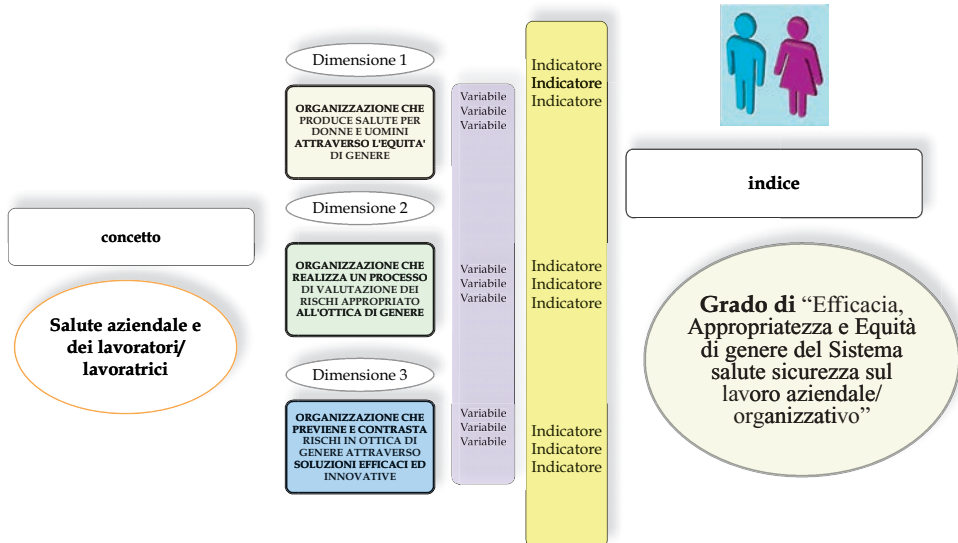 concetto
Salute aziendale e
dei lavoratori/
lavoratrici
Dimensione 1
ORGANIZZAZIONE CHE
PRODUCE SALUTE PER
DONNE E UOMINI
ATTRAVERSO L'EQUITA'
DI GENERE
Dimensione 2
ORGANIZZAZIONE CHE
REALIZZA UN PROCESSO
DI VALUTAZIONE DEI
RISCHI APPROPRIATO
ALL'OTTICA DI GENERE
Dimensione 3
ORGANIZZAZIONE CHE
PREVIENE E CONTRASTA
RISCHI IN OTTICA DI
GENERE ATTRAVERSO
SOLUZIONI EFFICACI ED
INNOVATIVE
Variabile
Variabile
Variabile
Variabile
Variabile
Variabile
Variabile
Variabile
Variabile
Indicatore
Indicatore
Indicatore
Indicatore
Indicatore
Indicatore
Indicatore
Indicatore
Indicatore
indice
Grado di “Efficacia,
Appropriatezza e Equità
di genere del Sistema
salute sicurezza sul
lavoro aziendale/
organizzativo”